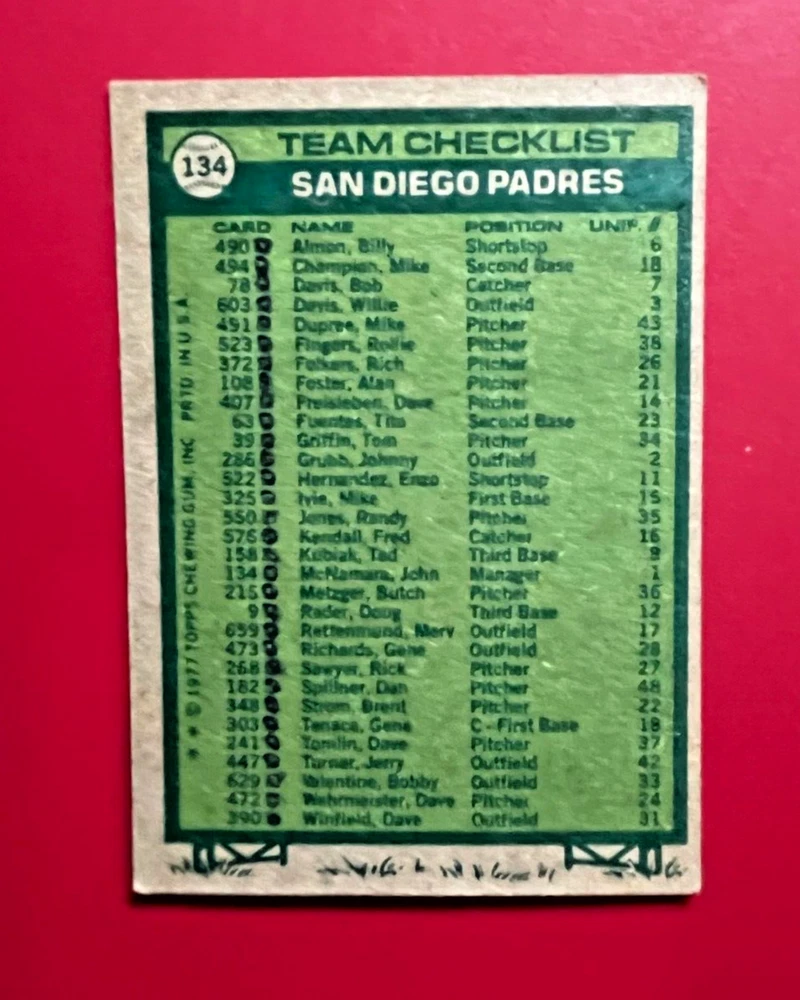 134
TEAM CHECKLIST
SAN DIEGO PADRES
CARD NAME POSITION UNIF. #
490 Almon, Billy Shortstop 6
494 Champion, Mike Second Base 18
78 Davis, Bob Catcher 7
603 Davis, Willie Outfield 3
491 Dupree, Mike Pitcher 43
523 Fingers, Rollie Pitcher 38
372 Folkers, Rich Pitcher 26
108 Foster, Alan Pitcher 21
407 Freisleben, Dave Pitcher 14
63 Fuentes, Tito Second Base 23
39 Griffin, Tom Pitcher 34
286 Grubb, Johnny Outfield 2
522 Hernandez, Enzo Shortstop 11
325 Ivie, Mike First Base 15
550 Jones, Randy Pitcher 35
576 Kendall, Fred Catcher 16
158 Kubiak, Ted Third Base 9
134 McNamara, John Manager 1
215 Metzger, Butch Pitcher 36
9 Rader, Doug Third Base 12
659 Rettenmund, Merv Outfield 17
473 Richards, Gene Outfield 28
268 Sawyer, Rick Pitcher 27
182 Spillner, Dan Pitcher 48
348 Strom, Brent Pitcher 22
303 Tenace, Gene C - First Base 18
241 Tomlin, Dave Pitcher 37
447 Turner, Jerry Outfield 42
629 Valentine, Bobby Outfield 33
472 Wehrmeister, Dave Pitcher 24
390 Winfield, Dave Outfield 31
* * © 1977 TOPPS CHEWING GUM, INC PRTD IN U.S.A.